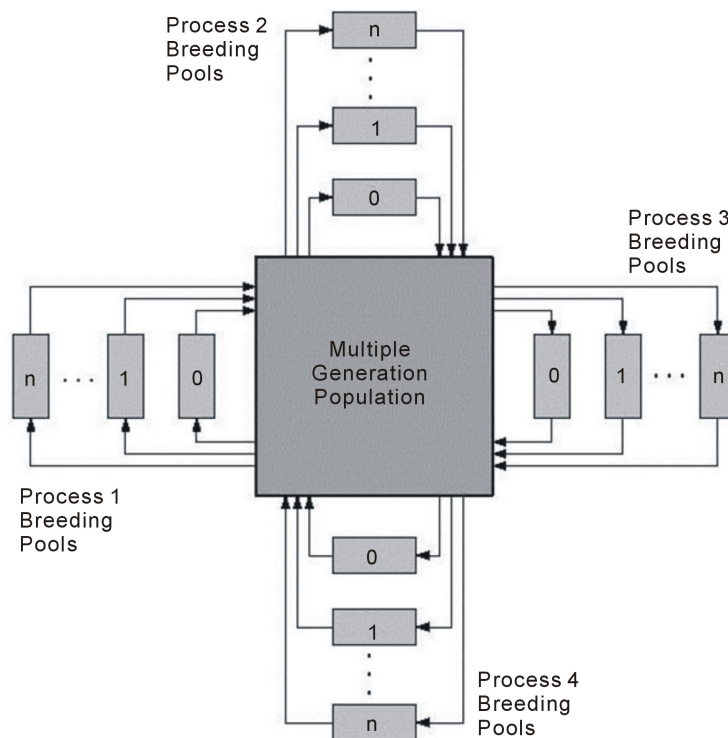 Process 2
Breeding
Pools
n
1
0
Process 3
Breeding
Pools
n
1
0
Multiple
Generation
Population
0
1
n
Process 1
Breeding
Pools
0
1
n
Process 4
Breeding
Pools